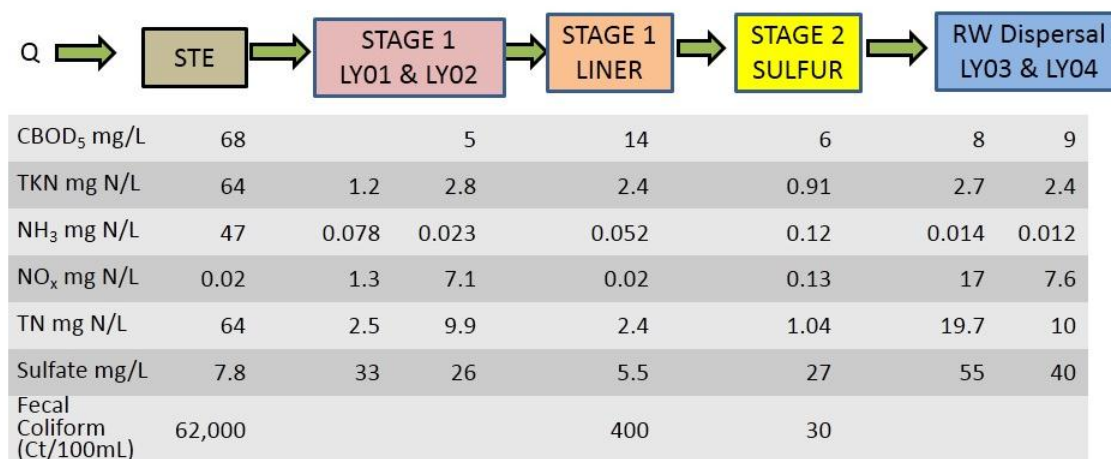 Q STE STAGE 1 LY01 & LY02 STAGE 1 LINER STAGE 2 SULFUR RW Dispersal LY03 & LY04
CBOD₅ mg/L 68 5 14 6 8 9
TKN mg N/L 64 1.2 2.8 2.4 0.91 2.7 2.4
NH₃ mg N/L 47 0.078 0.023 0.052 0.12 0.014 0.012
NOₓ mg N/L 0.02 1.3 7.1 0.02 0.13 17 7.6
TN mg N/L 64 2.5 9.9 2.4 1.04 19.7 10
Sulfate mg/L 7.8 33 26 5.5 27 55 40
Fecal
Coliform 62,000 400 30
(Ct/100mL)